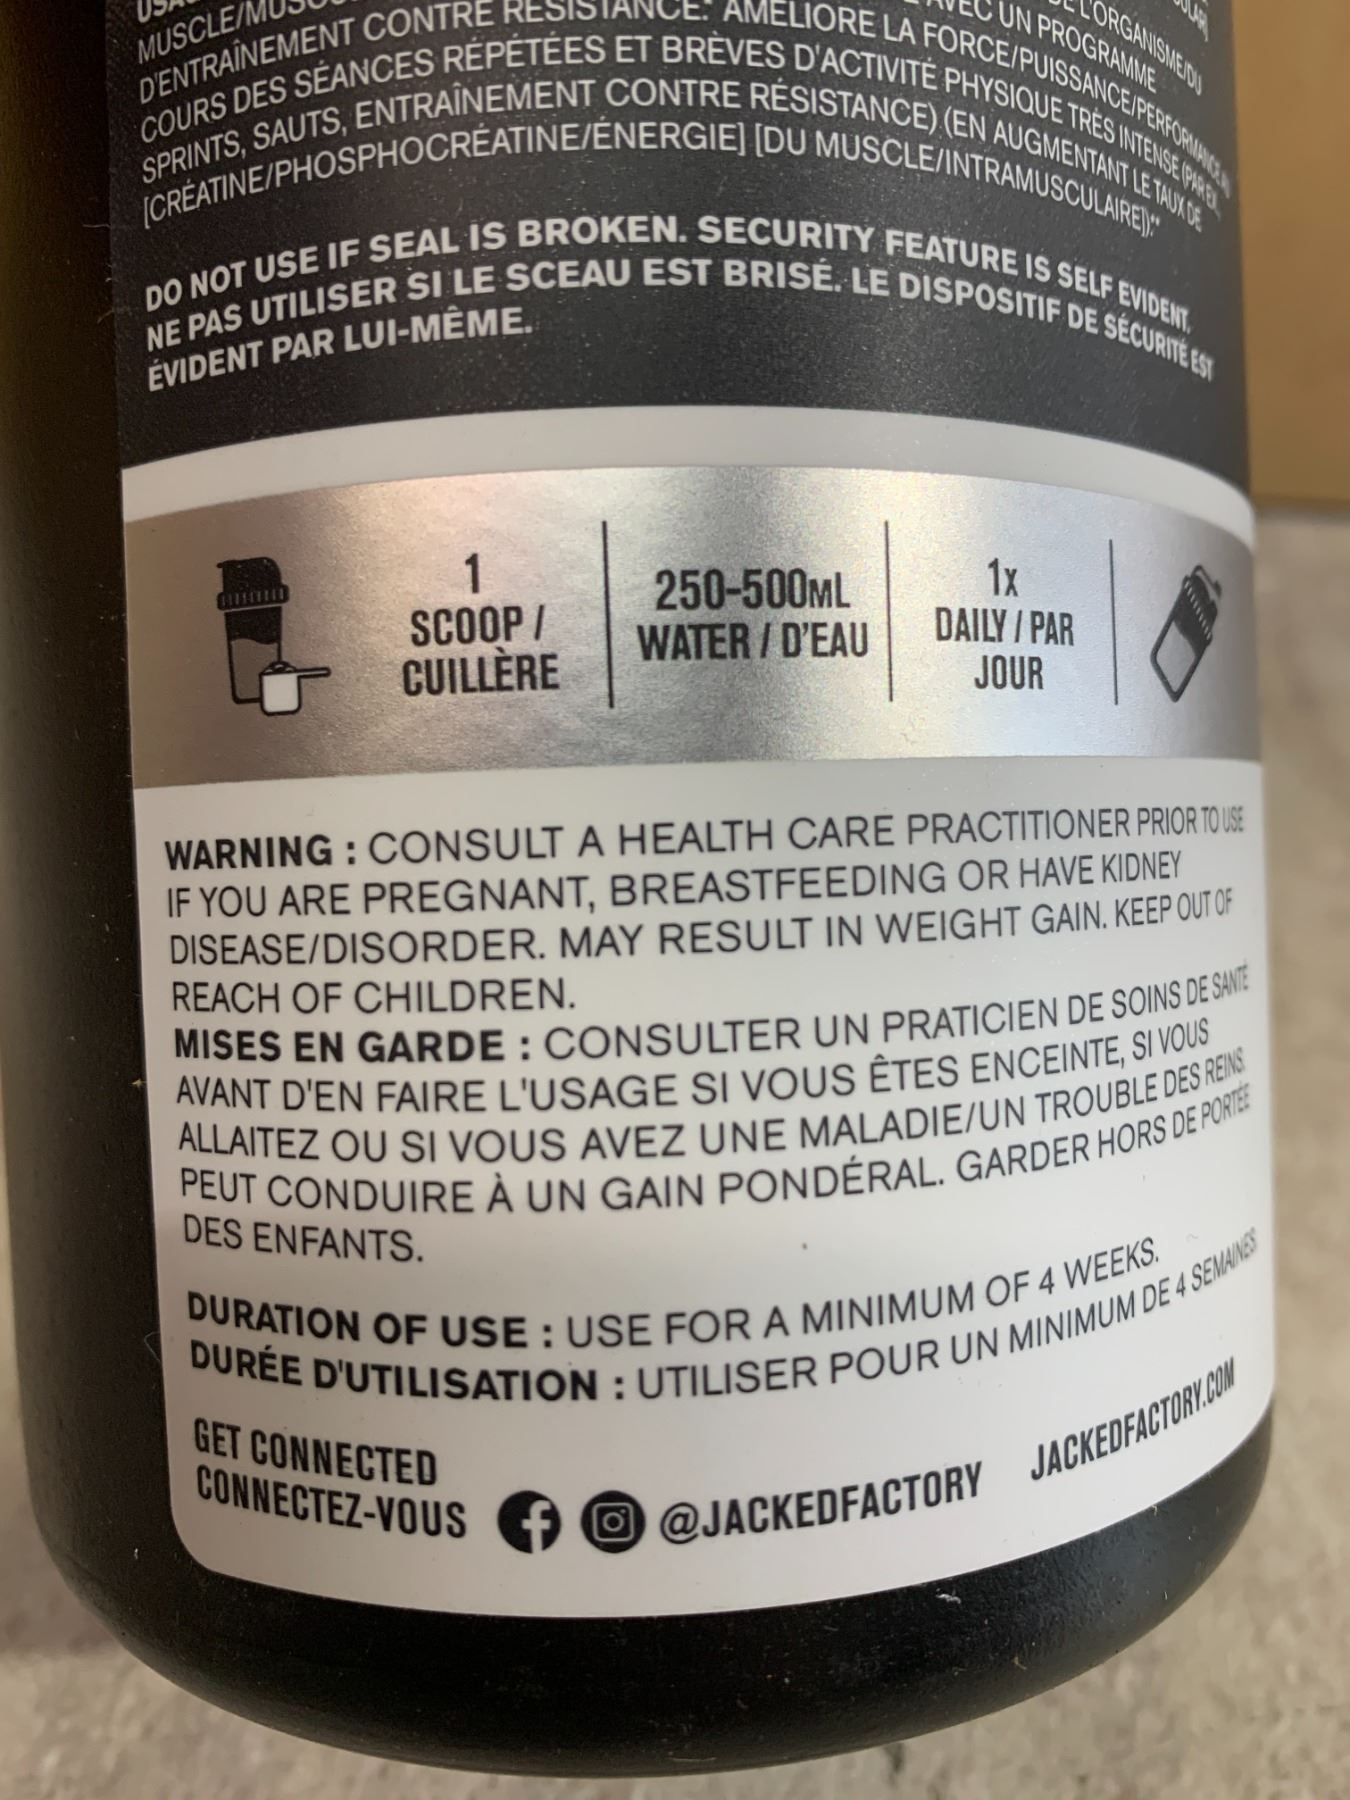 MUSCLE/
DE L'ORGANISME/DU
D'ENTRAÎNEMENT CONTRE RÉSISTANCE.* AMÉLIORE LA FORCE/PUISSANCE/PERFORMANCE AU
AVEC UN PROGRAMME
COURS DES SÉANCES RÉPÉTÉES ET BRÈVES D'ACTIVITÉ PHYSIQUE TRÈS INTENSE (PAR EX.,
SPRINTS, SAUTS, ENTRAÎNEMENT CONTRE RÉSISTANCE) (EN AUGMENTANT LE TAUX DE
[CRÉATINE/PHOSPHOCRÉATINE/ÉNERGIE] [DU MUSCLE/INTRAMUSCULAIRE]).**
DO NOT USE IF SEAL IS BROKEN. SECURITY FEATURE IS SELF EVIDENT.
NE PAS UTILISER SI LE SCEAU EST BRISÉ. LE DISPOSITIF DE SÉCURITÉ EST
ÉVIDENT PAR LUI-MÊME.
1
SCOOP /
CUILLÈRE
250-500ML
WATER / D'EAU
1X
DAILY / PAR
JOUR
WARNING : CONSULT A HEALTH CARE PRACTITIONER PRIOR TO USE
IF YOU ARE PREGNANT, BREASTFEEDING OR HAVE KIDNEY
DISEASE/DISORDER. MAY RESULT IN WEIGHT GAIN. KEEP OUT OF
REACH OF CHILDREN.
MISES EN GARDE : CONSULTER UN PRATICIEN DE SOINS DE SANTÉ
AVANT D'EN FAIRE L'USAGE SI VOUS ÊTES ENCEINTE, SI VOUS
ALLAITEZ OU SI VOUS AVEZ UNE MALADIE/UN TROUBLE DES REINS.
PEUT CONDUIRE À UN GAIN PONDÉRAL. GARDER HORS DE PORTÉE
DES ENFANTS.
DURATION OF USE : USE FOR A MINIMUM OF 4 WEEKS.
DURÉE D'UTILISATION : UTILISER POUR UN MINIMUM DE 4 SEMAINES.
GET CONNECTED
CONNECTEZ-VOUS
@JACKEDFACTORY
JACKEDFACTORY.COM